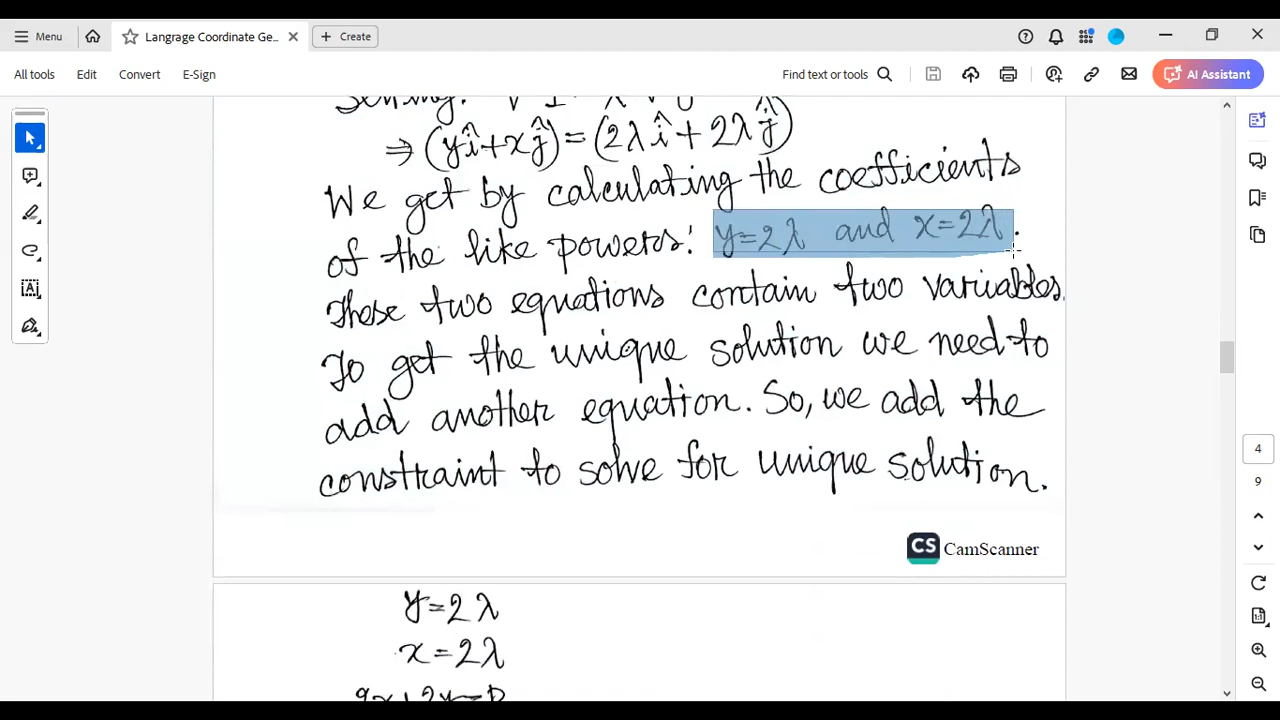 Menu
Langrage Coordinate Ge...
Create
All tools
Edit
Convert
E-Sign
Find text or tools
AI Assistant
⇒ (yî+xĵ)=(2λî+2λĵ)
We get by calculating the coefficients
of the like powers: y=2λ and x=2λ.
These two equations contain two variables.
To get the unique solution we need to
add another equation. So, we add the
constraint to solve for unique solution.
CS CamScanner
4
9
y=2λ
x=2λ